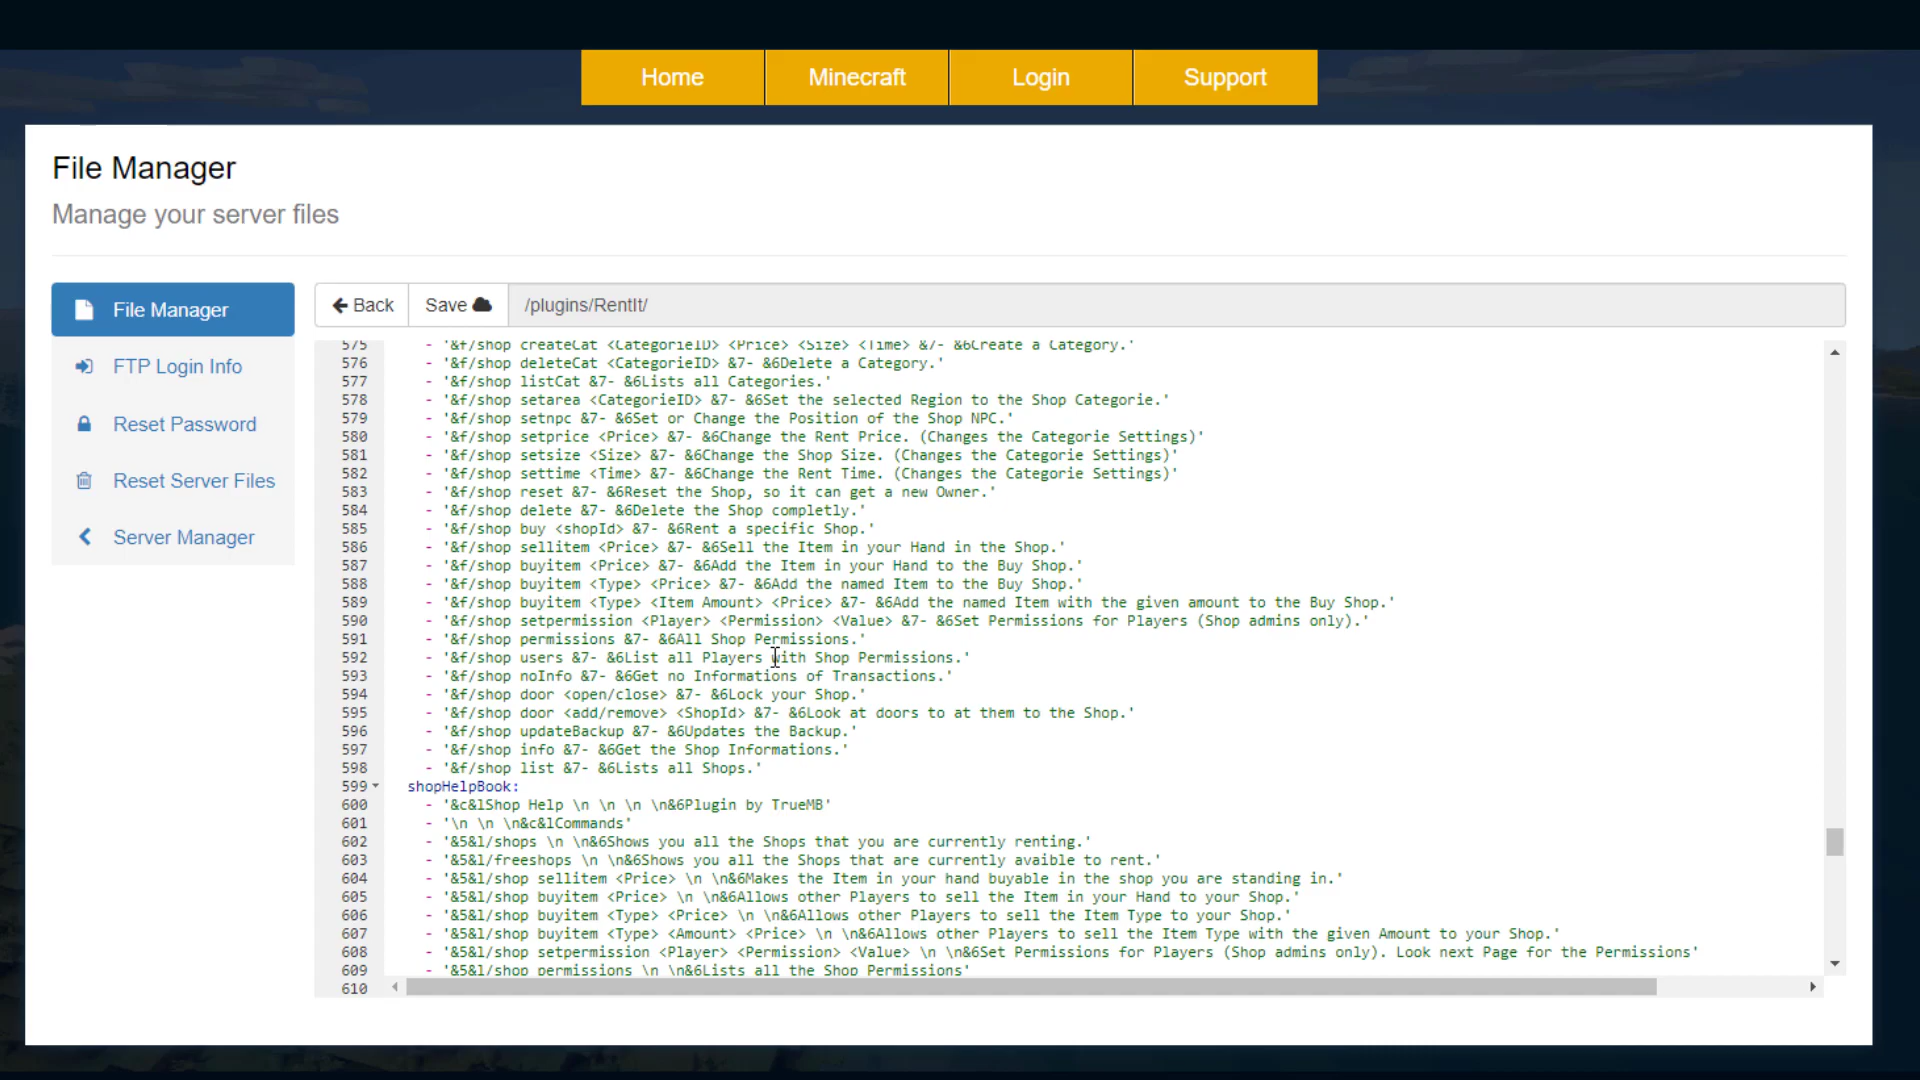 Home
Minecraft
Login
Support
File Manager
Manage your server files
File Manager
FTP Login Info
Reset Password
Reset Server Files
Server Manager
Back
Save
/plugins/RentIt/
575 - '&f/shop createCat <CategorieID> <Price> <Size> <Time> &7- &6Create a Category.'
576 - '&f/shop deleteCat <CategorieID> &7- &6Delete a Category.'
577 - '&f/shop listCat &7- &6Lists all Categories.'
578 - '&f/shop setarea <CategorieID> &7- &6Set the selected Region to the Shop Categorie.'
579 - '&f/shop setnpc &7- &6Set or Change the Position of the Shop NPC.'
580 - '&f/shop setprice <Price> &7- &6Change the Rent Price. (Changes the Categorie Settings)'
581 - '&f/shop setsize <Size> &7- &6Change the Shop Size. (Changes the Categorie Settings)'
582 - '&f/shop settime <Time> &7- &6Change the Rent Time. (Changes the Categorie Settings)'
583 - '&f/shop reset &7- &6Reset the Shop, so it can get a new Owner.'
584 - '&f/shop delete &7- &6Delete the Shop completly.'
585 - '&f/shop buy <shopId> &7- &6Rent a specific Shop.'
586 - '&f/shop sellitem <Price> &7- &6Sell the Item in your Hand in the Shop.'
587 - '&f/shop buyitem <Price> &7- &6Add the Item in your Hand to the Buy Shop.'
588 - '&f/shop buyitem <Type> <Price> &7- &6Add the named Item to the Buy Shop.'
589 - '&f/shop buyitem <Type> <Item Amount> <Price> &7- &6Add the named Item with the given amount to the Buy Shop.'
590 - '&f/shop setpermission <Player> <Permission> <Value> &7- &6Set Permissions for Players (Shop admins only).'
591 - '&f/shop permissions &7- &6All Shop Permissions.'
592 - '&f/shop users &7- &6List all Players with Shop Permissions.'
593 - '&f/shop noInfo &7- &6Get no Informations of Transactions.'
594 - '&f/shop door <open/close> &7- &6Lock your Shop.'
595 - '&f/shop door <add/remove> <ShopId> &7- &6Look at doors to at them to the Shop.'
596 - '&f/shop updateBackup &7- &6Updates the Backup.'
597 - '&f/shop info &7- &6Get the Shop Informations.'
598 - '&f/shop list &7- &6Lists all Shops.'
599 shopHelpBook:
600 - '&c&lShop Help \n \n \n \n&6Plugin by TrueMB'
601 - '\n \n \n&c&lCommands'
602 - '&5&l/shops \n \n&6Shows you all the Shops that you are currently renting.'
603 - '&5&l/freeshops \n \n&6Shows you all the Shops that are currently avaible to rent.'
604 - '&5&l/shop sellitem <Price> \n \n&6Makes the Item in your hand buyable in the shop you are standing in.'
605 - '&5&l/shop buyitem <Price> \n \n&6Allows other Players to sell the Item in your Hand to your Shop.'
606 - '&5&l/shop buyitem <Type> <Price> \n \n&6Allows other Players to sell the Item Type to your Shop.'
607 - '&5&l/shop buyitem <Type> <Amount> <Price> \n \n&6Allows other Players to sell the Item Type with the given Amount to your Shop.'
608 - '&5&l/shop setpermission <Player> <Permission> <Value> \n \n&6Set Permissions for Players (Shop admins only). Look next Page for the Permissions'
609 - '&5&l/shop permissions \n \n&6Lists all the Shop Permissions'
610